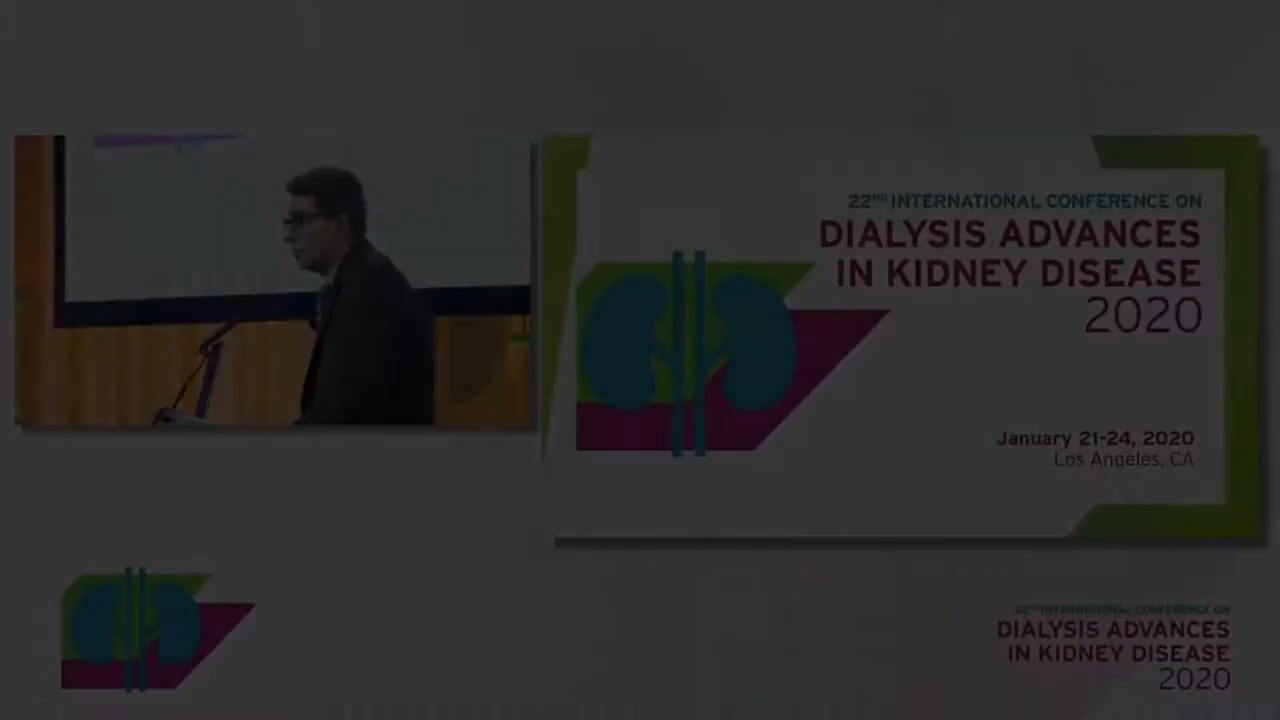 22ND INTERNATIONAL CONFERENCE ON
DIALYSIS ADVANCES
IN KIDNEY DISEASE
2020
January 21-24, 2020
Los Angeles, CA
22ND INTERNATIONAL CONFERENCE ON
DIALYSIS ADVANCES
IN KIDNEY DISEASE
2020